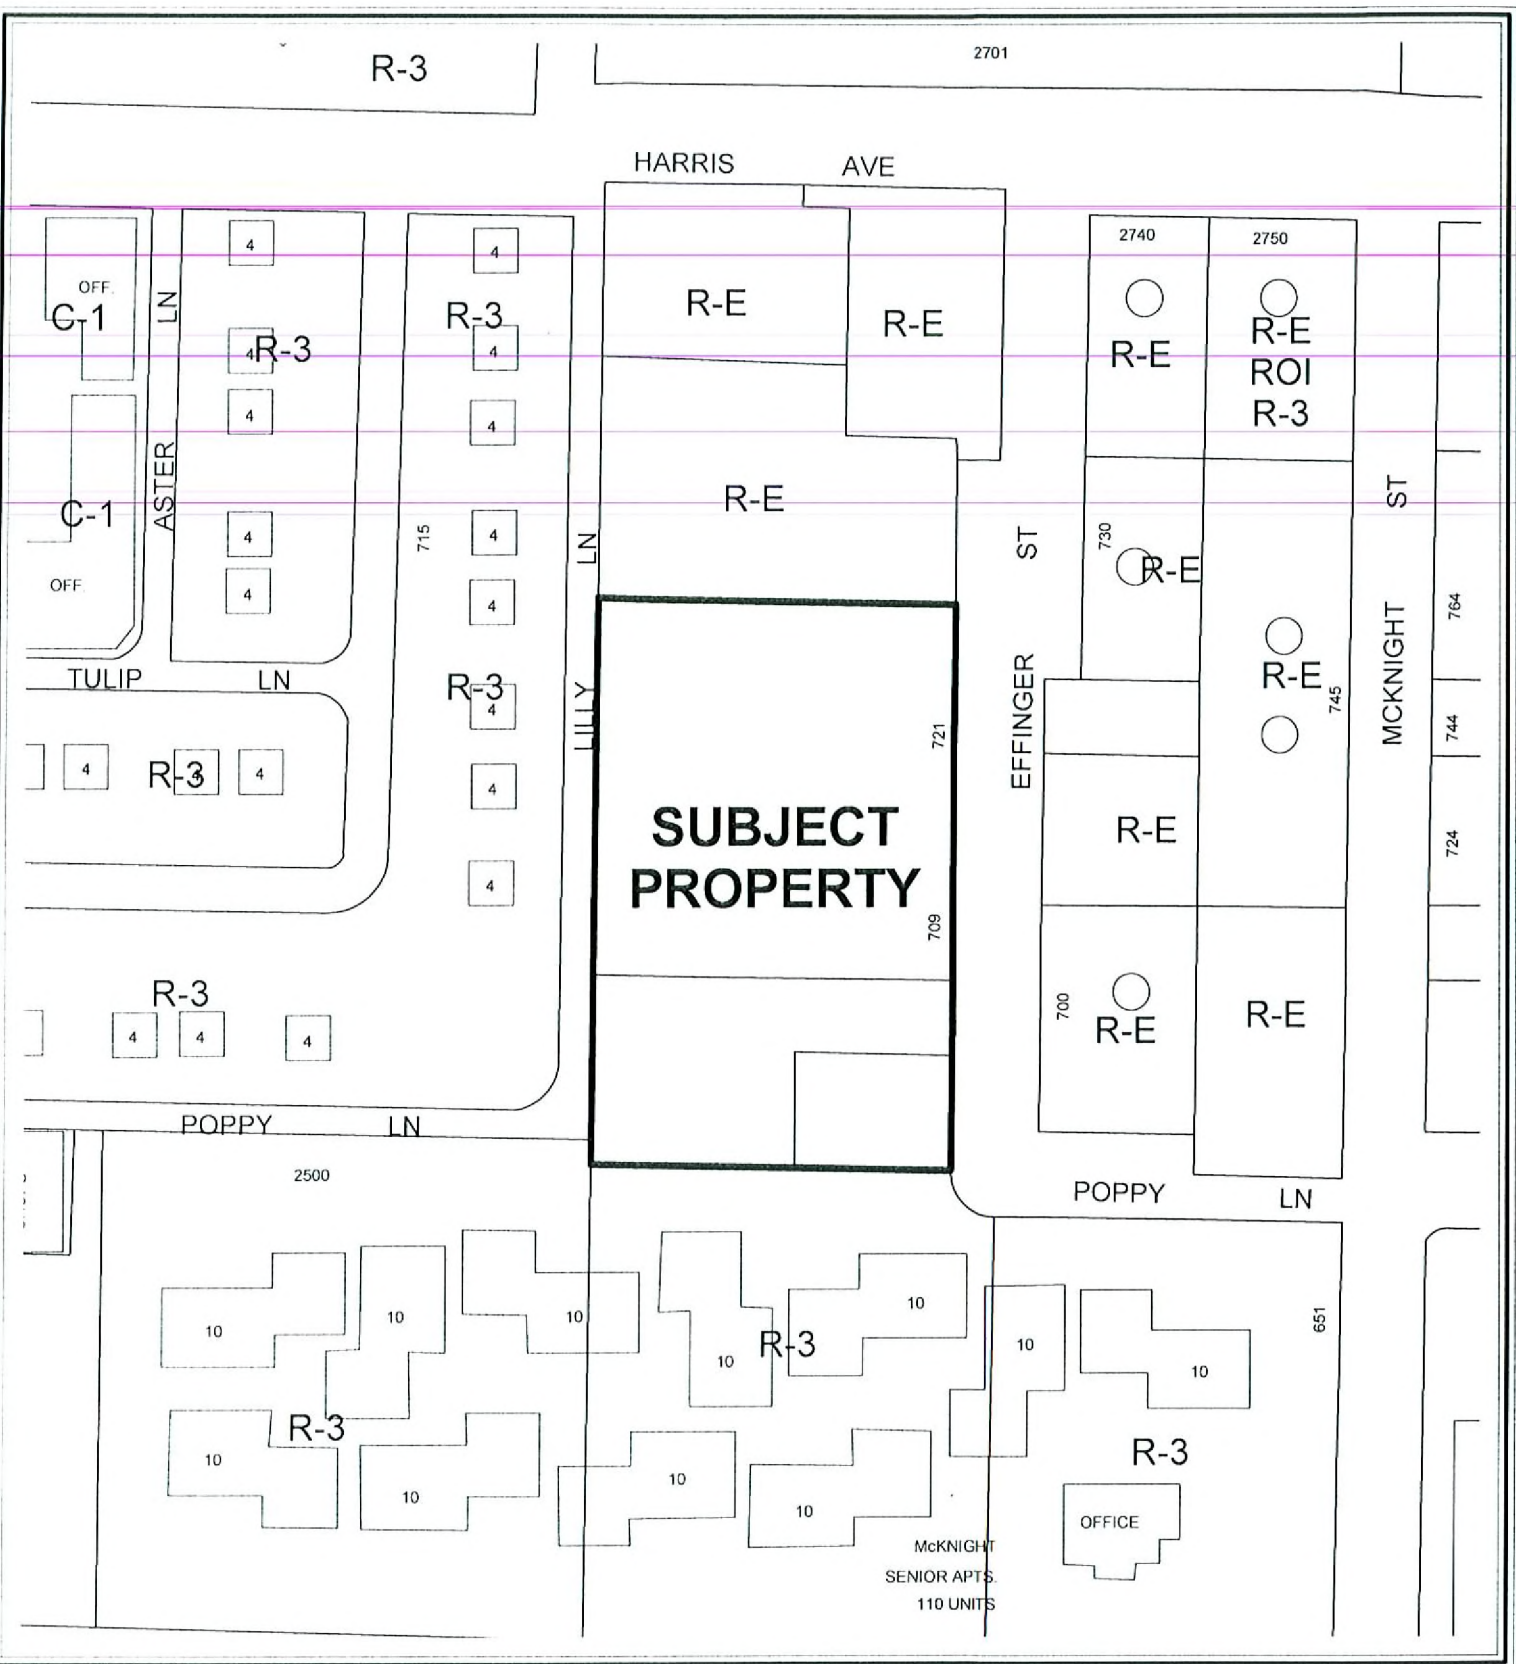 R-3
2701
HARRIS AVE
2740
2750
4
4
OFF.
C-1
LN
R-3
R-E
R-E
R-E
R-E
ROI
R-3
4
R-3
4
4
4
ASTER
C-1
715
4
4
LN
R-E
ST
730
R-E
ST
OFF.
4
4
764
TULIP LN
R-3
4
LILLY
721
EFFINGER
R-E
745
MCKNIGHT
744
4
R-3
4
4
4
SUBJECT
PROPERTY
R-E
724
4
709
R-3
4
4
4
700
R-E
R-E
POPPY LN
2500
POPPY LN
10
10
10
10
10
R-3
10
10
651
10
R-3
10
10
10
R-3
OFFICE
McKNIGHT
SENIOR APTS.
110 UNITS